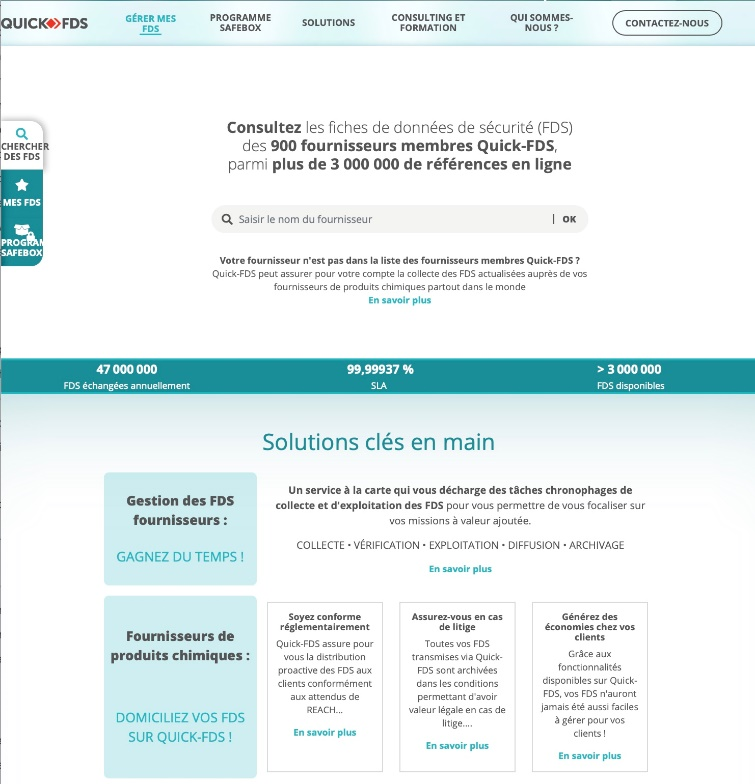 QUICK FDS
GÉRER MES
FDS
PROGRAMME
SAFEBOX
SOLUTIONS
CONSULTING ET
FORMATION
QUI SOMMES-
NOUS ?
CONTACTEZ-NOUS
CHERCHER
DES FDS
MES FDS
PROGRAM
SAFEBOX
Consultez les fiches de données de sécurité (FDS)
des 900 fournisseurs membres Quick-FDS,
parmi plus de 3 000 000 de références en ligne
Saisir le nom du fournisseur
| OK
Votre fournisseur n'est pas dans la liste des fournisseurs membres Quick-FDS ?
Quick-FDS peut assurer pour votre compte la collecte des FDS actualisées auprès de vos
fournisseurs de produits chimiques partout dans le monde
En savoir plus
47 000 000
FDS échangées annuellement
99,99937 %
SLA
> 3 000 000
FDS disponibles
Solutions clés en main
Gestion des FDS
fournisseurs :
GAGNEZ DU TEMPS !
Un service à la carte qui vous décharge des tâches chronophages de
collecte et d'exploitation des FDS pour vous permettre de vous focaliser sur
vos missions à valeur ajoutée.
COLLECTE • VÉRIFICATION • EXPLOITATION • DIFFUSION • ARCHIVAGE
En savoir plus
Fournisseurs de
produits chimiques :
DOMICILIEZ VOS FDS
SUR QUICK-FDS !
Soyez conforme
réglementairement
Quick-FDS assure pour
vous la distribution
proactive des FDS aux
clients conformément
aux attendus de
REACH...
En savoir plus
Assurez-vous en cas
de litige
Toutes vos FDS
transmises via Quick-
FDS sont archivées
dans les conditions
permettant d'avoir
valeur légale en cas de
litige....
En savoir plus
Générez des
économies chez vos
clients
Grâce aux
fonctionnalités
disponibles sur Quick-
FDS, vos FDS n'auront
jamais été aussi faciles
à gérer pour vos
clients !
En savoir plus